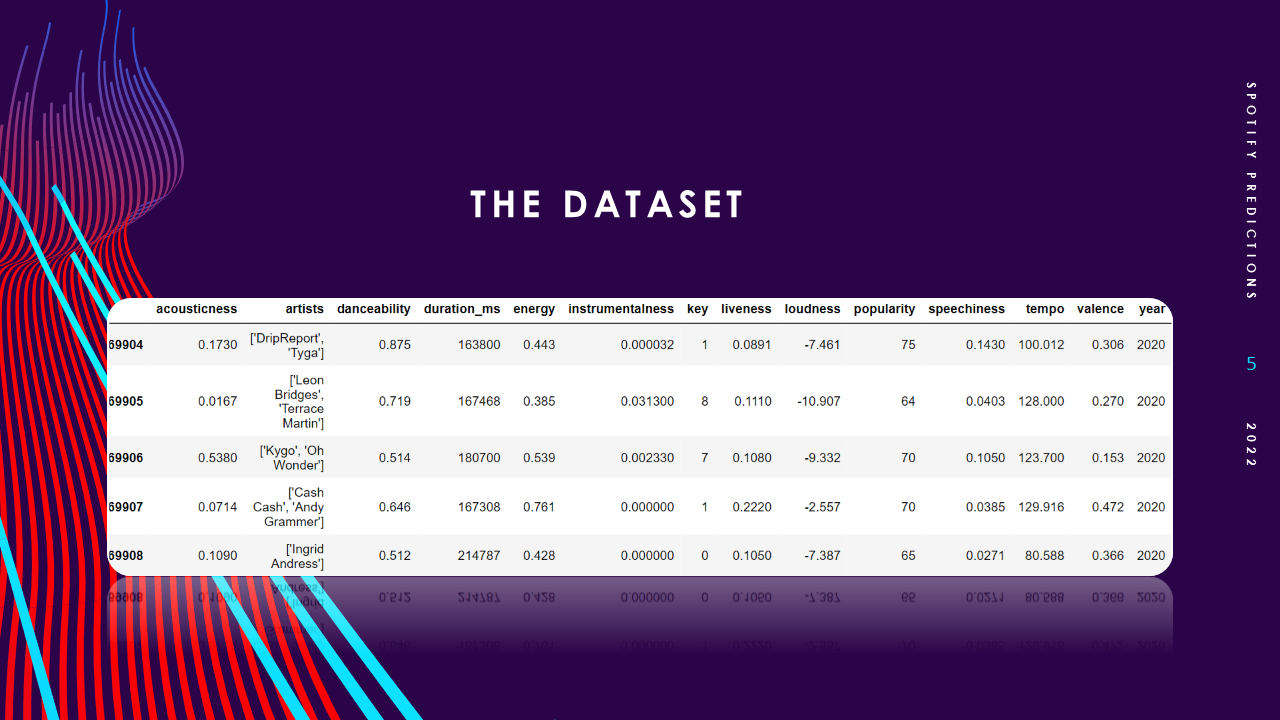 THE DATASET
acousticness artists danceability duration_ms energy instrumentalness key liveness loudness popularity speechiness tempo valence year
69904 0.1730 ['DripReport', 'Tyga'] 0.875 163800 0.443 0.000032 1 0.0891 -7.461 75 0.1430 100.012 0.306 2020
69905 0.0167 ['Leon Bridges', 'Terrace Martin'] 0.719 167468 0.385 0.031300 8 0.1110 -10.907 64 0.0403 128.000 0.270 2020
69906 0.5380 ['Kygo', 'Oh Wonder'] 0.514 180700 0.539 0.002330 7 0.1080 -9.332 70 0.1050 123.700 0.153 2020
69907 0.0714 ['Cash Cash', 'Andy Grammer'] 0.646 167308 0.761 0.000000 1 0.2220 -2.557 70 0.0385 129.916 0.472 2020
69908 0.1090 ['Ingrid Andress'] 0.512 214787 0.428 0.000000 0 0.1050 -7.387 65 0.0271 80.588 0.366 2020
SPOTIFY PREDICTIONS
5
2022